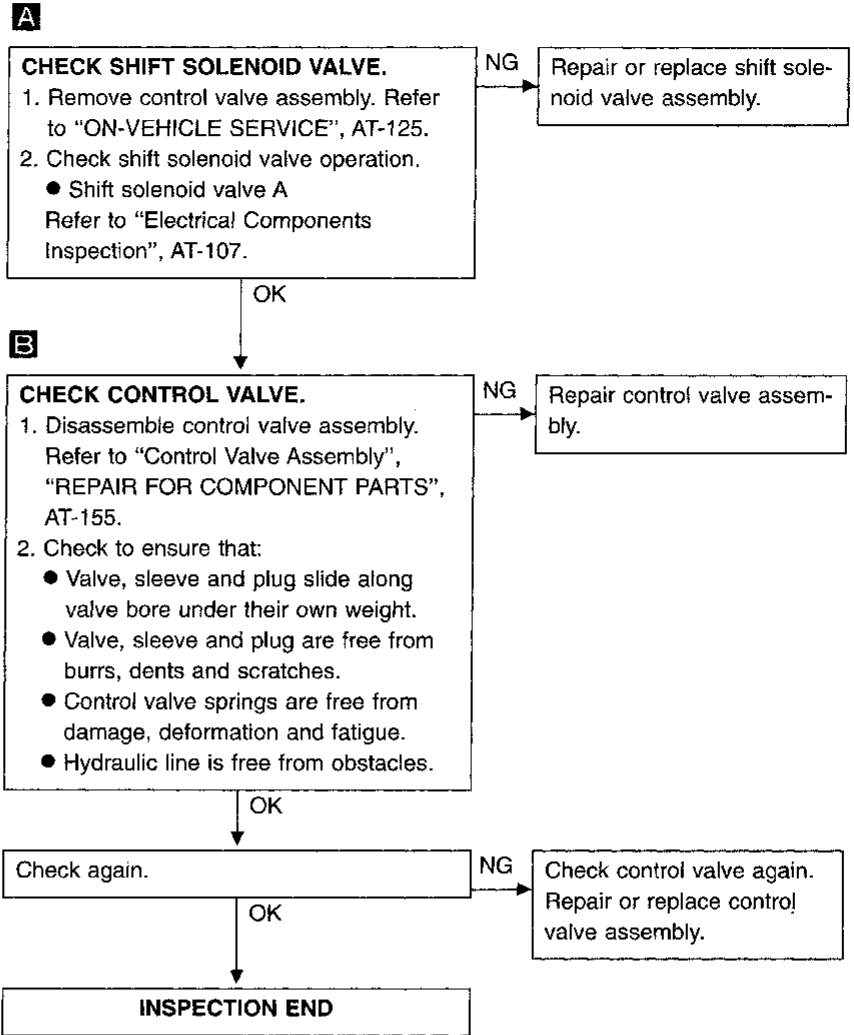 A
CHECK SHIFT SOLENOID VALVE.
1. Remove control valve assembly. Refer
to “ON-VEHICLE SERVICE”, AT-125.
2. Check shift solenoid valve operation.
● Shift solenoid valve A
Refer to “Electrical Components
Inspection”, AT-107.
NG
Repair or replace shift sole-
noid valve assembly.
OK
B
CHECK CONTROL VALVE.
1. Disassemble control valve assembly.
Refer to “Control Valve Assembly”,
“REPAIR FOR COMPONENT PARTS”,
AT-155.
2. Check to ensure that:
● Valve, sleeve and plug slide along
valve bore under their own weight.
● Valve, sleeve and plug are free from
burrs, dents and scratches.
● Control valve springs are free from
damage, deformation and fatigue.
● Hydraulic line is free from obstacles.
NG
Repair control valve assem-
bly.
OK
Check again.
NG
Check control valve again.
Repair or replace control
valve assembly.
OK
INSPECTION END